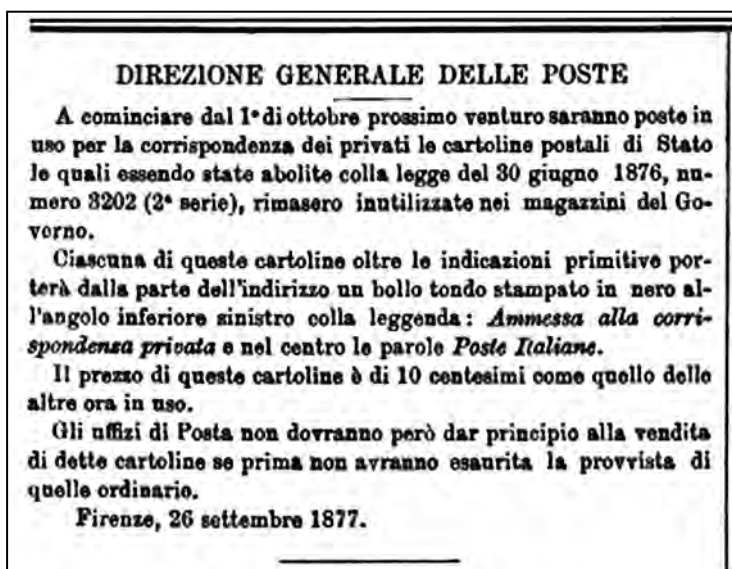 DIREZIONE GENERALE DELLE POSTE
A cominciare dal 1º di ottobre prossimo venturo saranno poste in
uso per la corrispondenza dei privati le cartoline postali di Stato
le quali essendo state abolite colla legge del 30 giugno 1876, nu-
mero 3202 (2ª serie), rimasero inutilizzate nei magazzini del Go-
verno.
Ciascuna di queste cartoline oltre le indicazioni primitive por-
terà dalla parte dell'indirizzo un bollo tondo stampato in nero al-
l'angolo inferiore sinistro colla leggenda: Ammessa alla corri-
spondenza privata e nel centro le parole Poste Italiane.
Il prezzo di queste cartoline è di 10 centesimi come quello delle
altre ora in uso.
Gli uffizi di Posta non dovranno però dar principio alla vendita
di dette cartoline se prima non avranno esaurita la provvista di
quelle ordinarie.
Firenze, 26 settembre 1877.